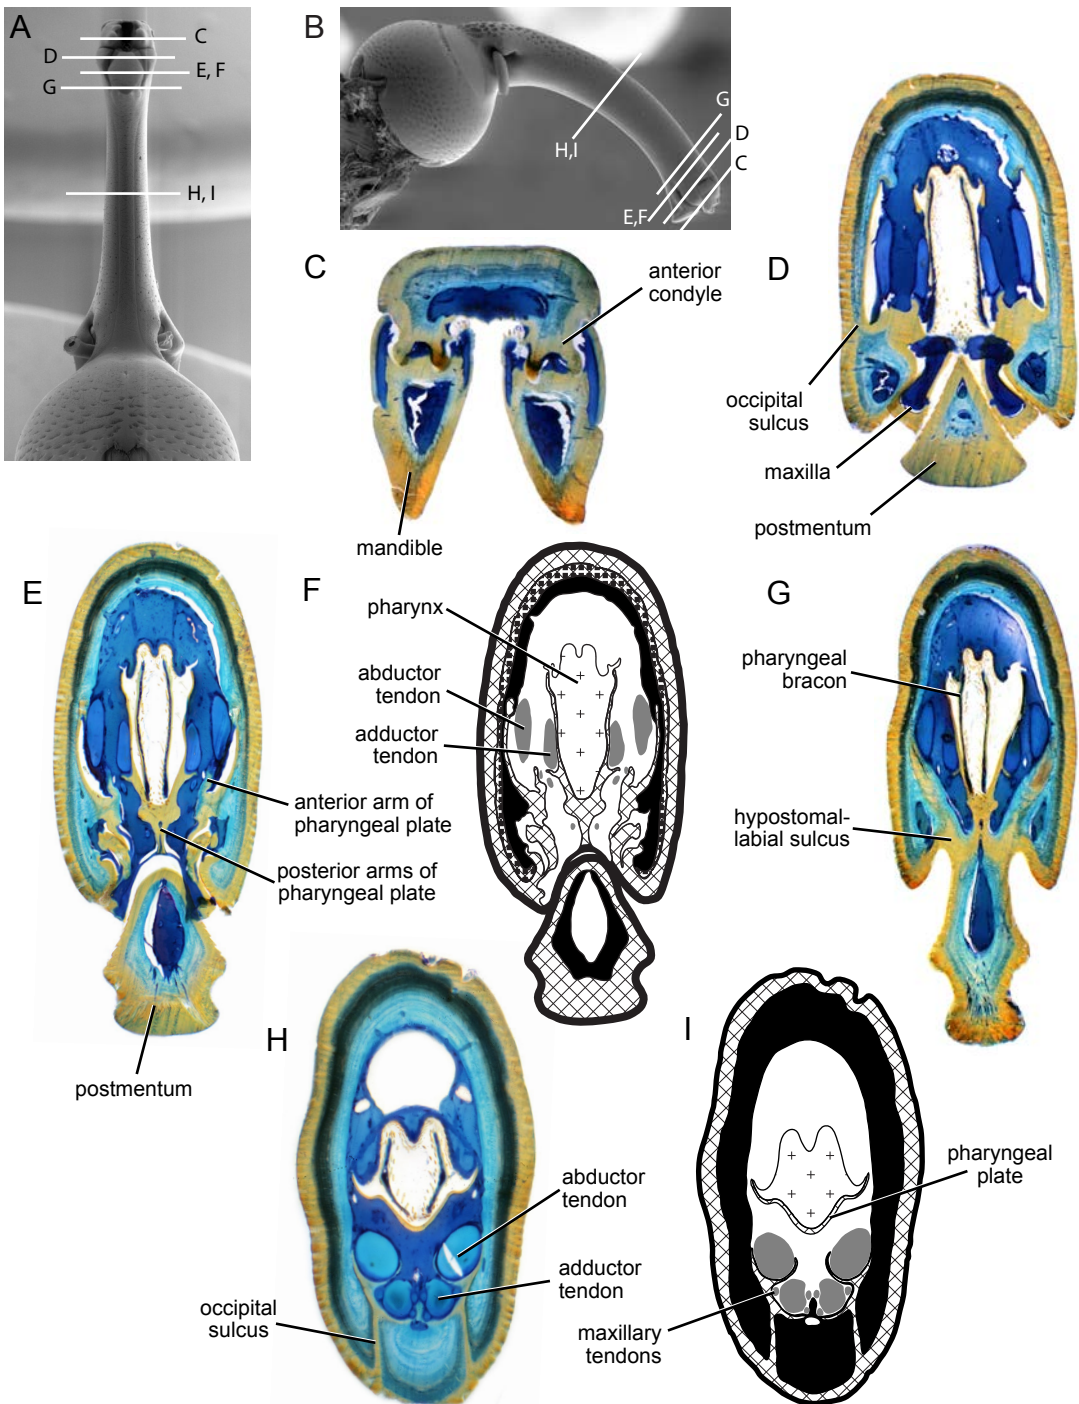 A
C
D
E, F
G
H, I
B
G
D
H,I
C
E,F
C
anterior
condyle
mandible
D
occipital
sulcus
maxilla
postmentum
E
anterior arm of
pharyngeal plate
posterior arms of
pharyngeal plate
postmentum
F
pharynx
abductor
tendon
adductor
tendon
G
pharyngeal
bracon
hypostomal-
labial sulcus
H
abductor
tendon
adductor
tendon
occipital
sulcus
I
pharyngeal
plate
maxillary
tendons